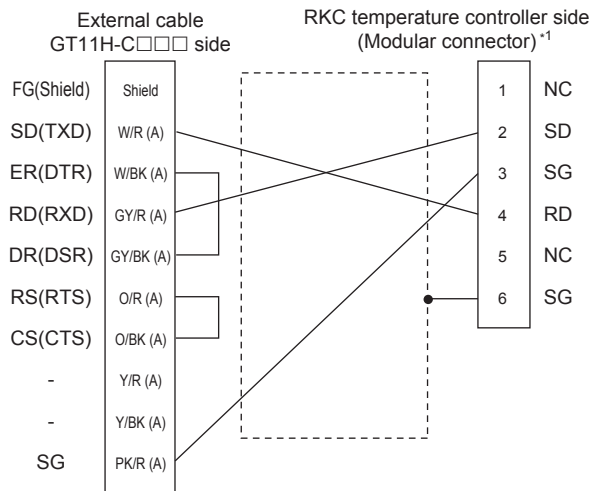 External cable
GT11H-C□□□ side
RKC temperature controller side
(Modular connector) *1
FG(Shield) Shield 1 NC
SD(TXD) W/R (A) 2 SD
ER(DTR) W/BK (A) 3 SG
RD(RXD) GY/R (A) 4 RD
DR(DSR) GY/BK (A) 5 NC
RS(RTS) O/R (A) 6 SG
CS(CTS) O/BK (A)
- Y/R (A)
- Y/BK (A)
SG PK/R (A)